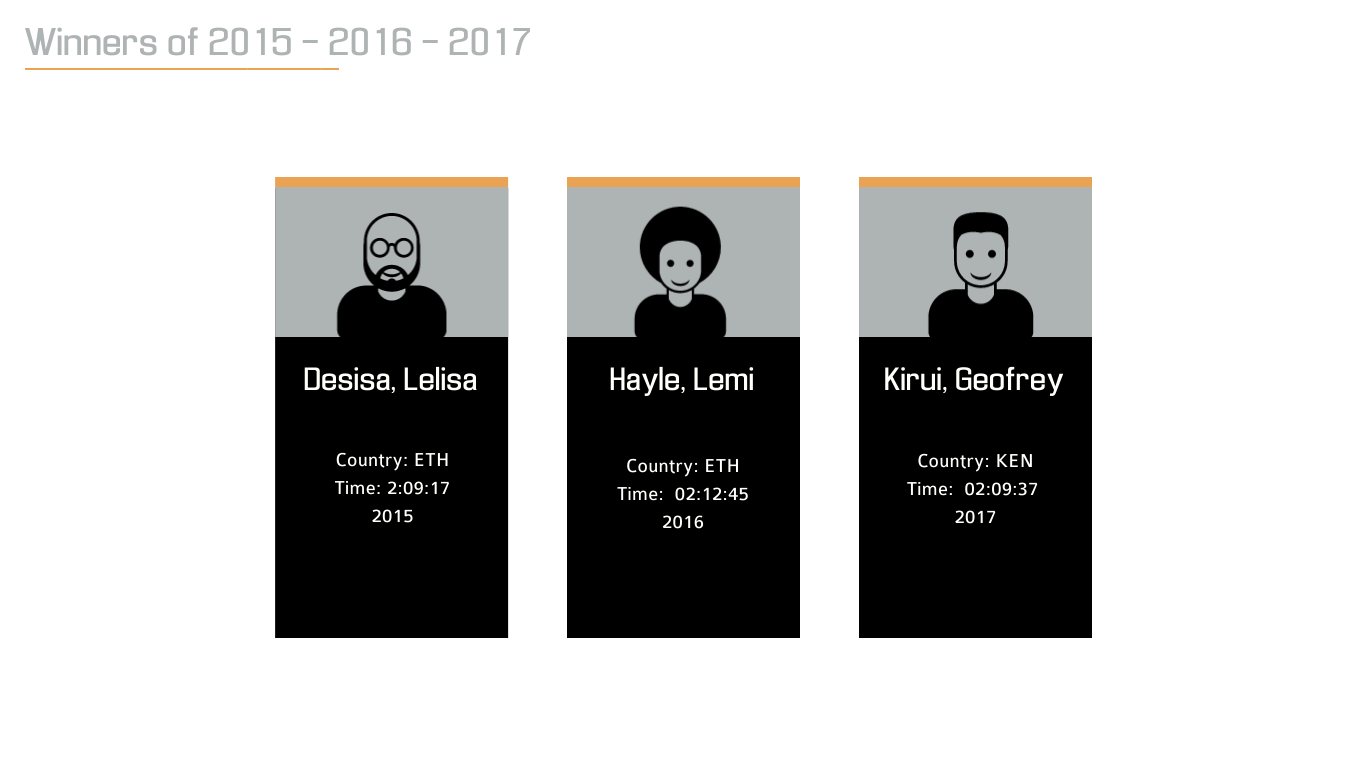 Winners of 2015 – 2016 – 2017
Desisa, Lelisa
Country: ETH
Time: 2:09:17
2015
Hayle, Lemi
Country: ETH
Time:  02:12:45
2016
Kirui, Geofrey
Country: KEN
Time:  02:09:37
2017